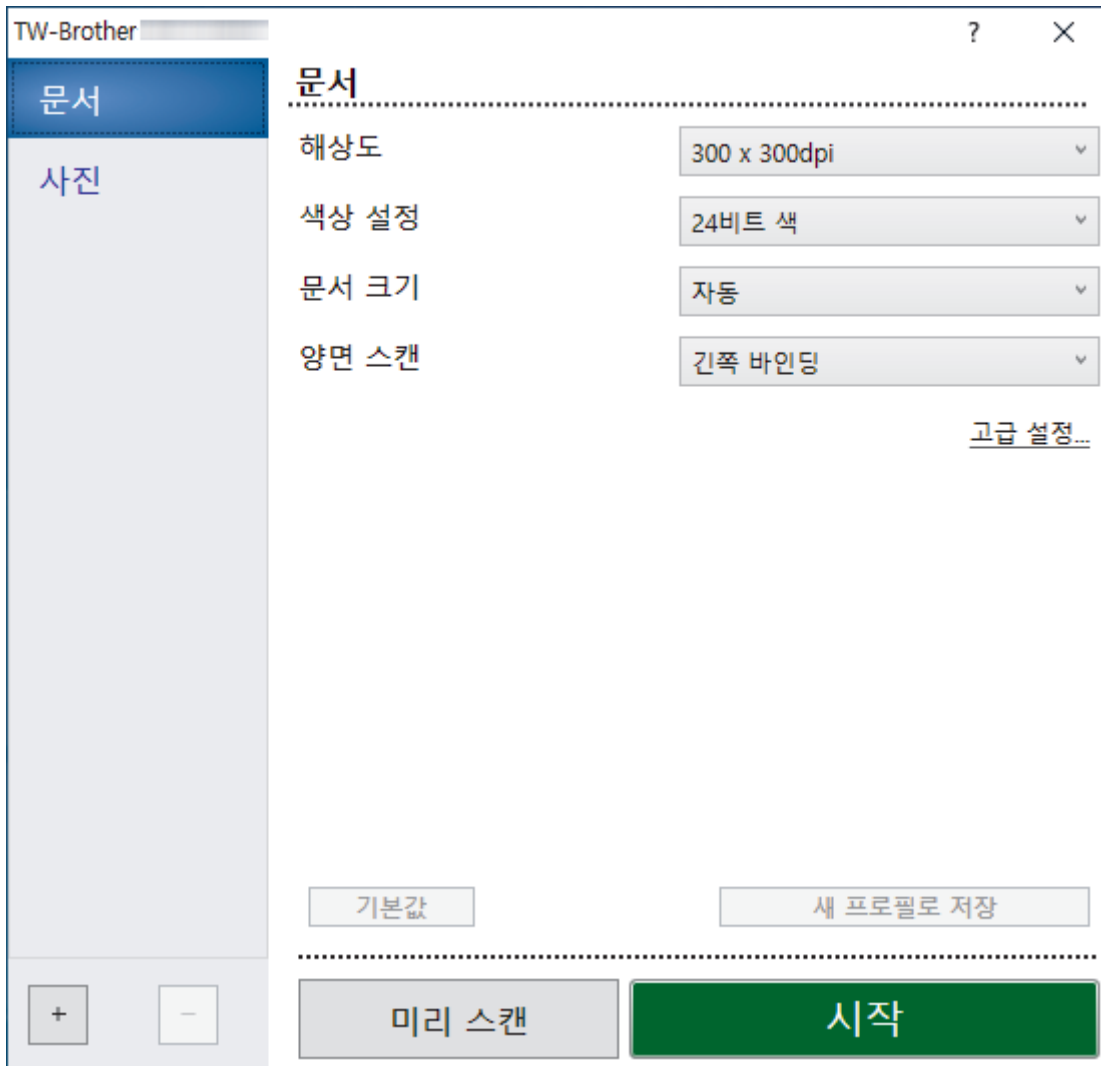 TW-Brother
?
문서
사진
문서
해상도
300 x 300dpi
색상 설정
24비트 색
문서 크기
자동
양면 스캔
긴쪽 바인딩
고급 설정...
기본값
새 프로필로 저장
+
−
미리 스캔
시작